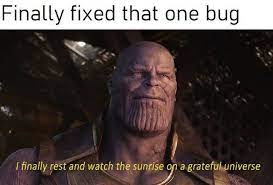 Finally fixed that one bug
I finally rest and watch the sunrise on a grateful universe